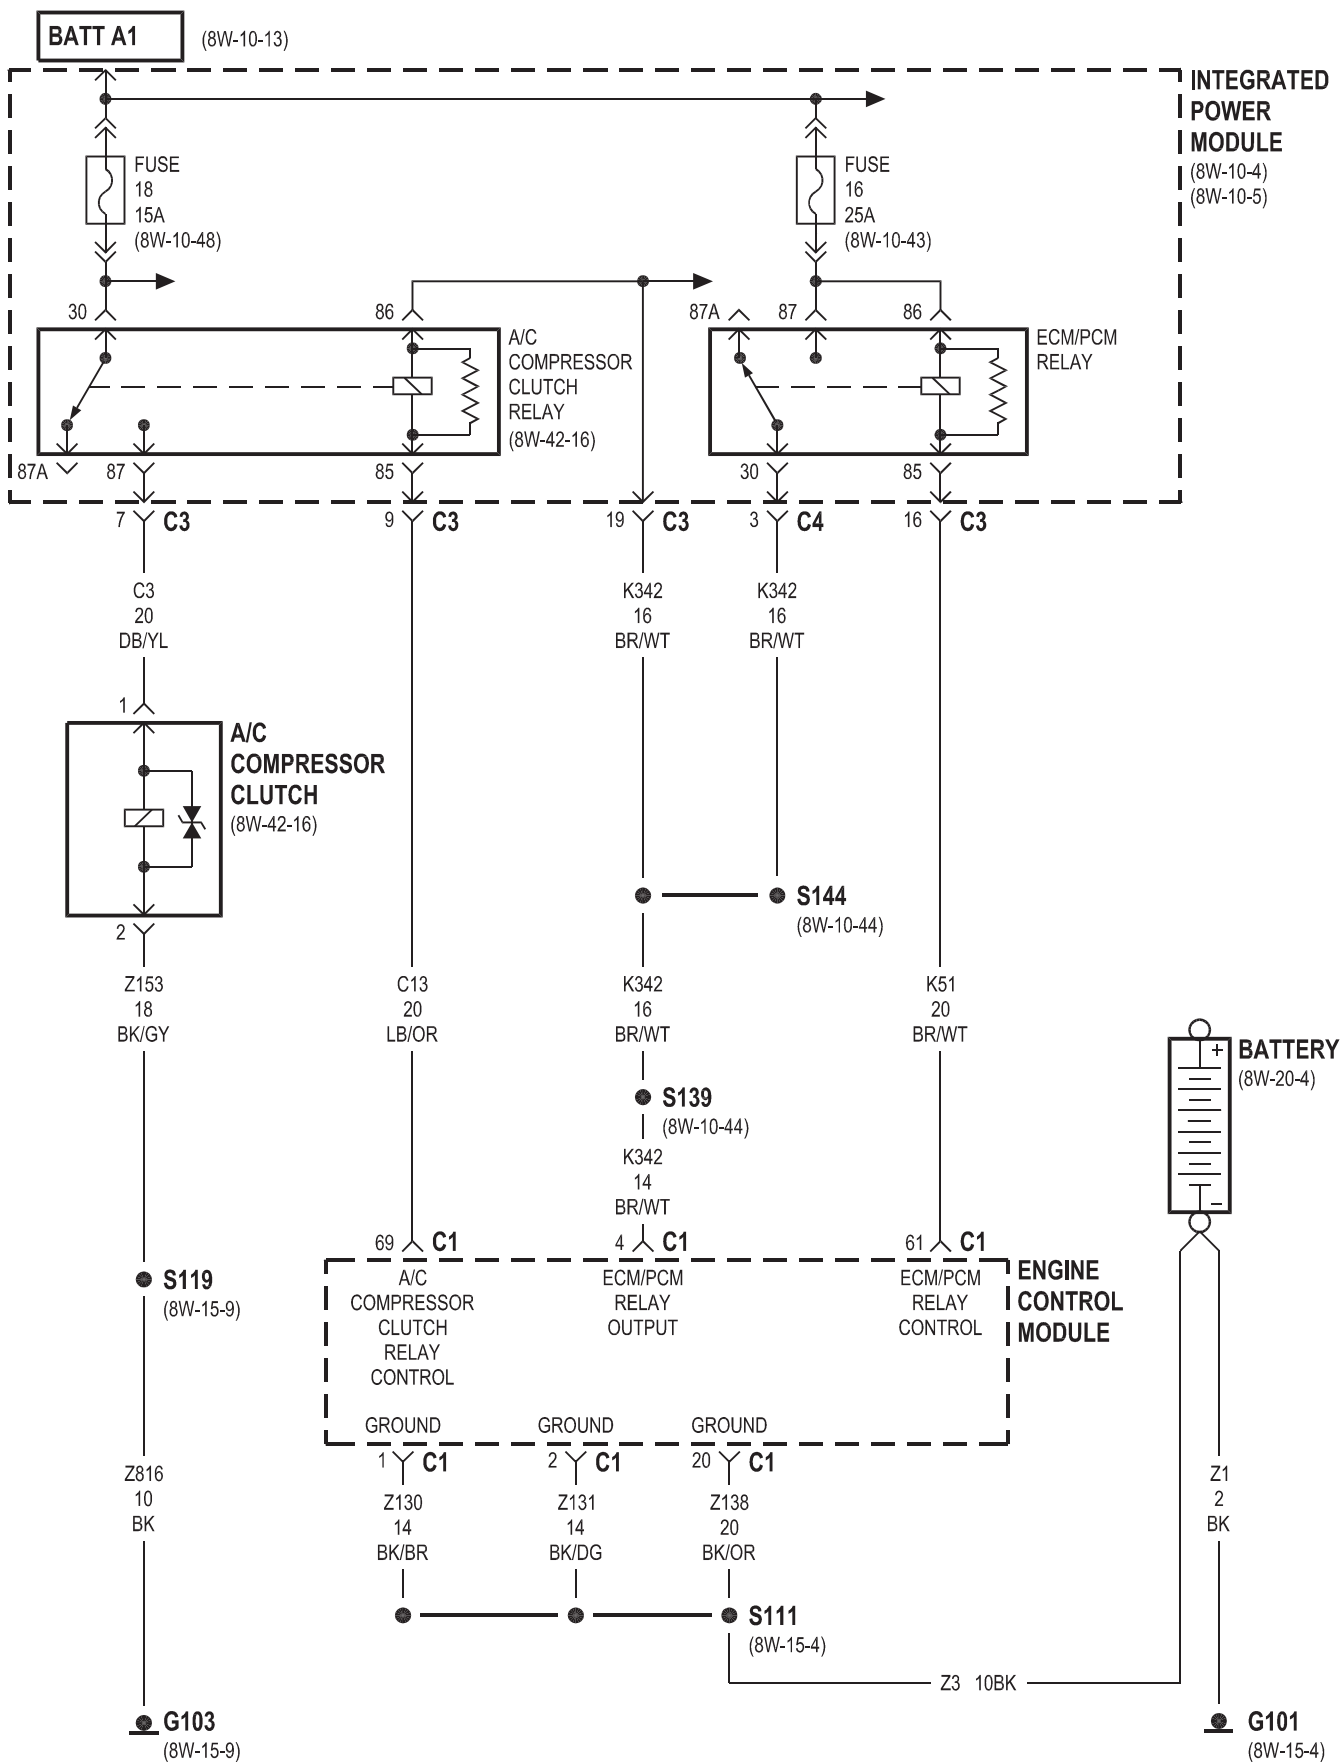 BATT A1
(8W-10-13)
INTEGRATED
POWER
MODULE
(8W-10-4)
(8W-10-5)
FUSE
18
15A
(8W-10-48)
FUSE
16
25A
(8W-10-43)
30
86
87A
87
86
A/C
COMPRESSOR
CLUTCH
RELAY
(8W-42-16)
ECM/PCM
RELAY
87A
87
85
30
85
7
C3
9
C3
19
C3
3
C4
16
C3
C3
20
DB/YL
K342
16
BR/WT
K342
16
BR/WT
1
A/C
COMPRESSOR
CLUTCH
(8W-42-16)
2
S144
(8W-10-44)
Z153
18
BK/GY
C13
20
LB/OR
K342
16
BR/WT
K51
20
BR/WT
+
BATTERY
(8W-20-4)
−
S139
(8W-10-44)
K342
14
BR/WT
69
C1
4
C1
61
C1
S119
(8W-15-9)
A/C
COMPRESSOR
CLUTCH
RELAY
CONTROL
ECM/PCM
RELAY
OUTPUT
ECM/PCM
RELAY
CONTROL
ENGINE
CONTROL
MODULE
GROUND
GROUND
GROUND
1
C1
2
C1
20
C1
Z816
10
BK
Z130
14
BK/BR
Z131
14
BK/DG
Z138
20
BK/OR
Z1
2
BK
S111
(8W-15-4)
Z3 10BK
G103
(8W-15-9)
G101
(8W-15-4)